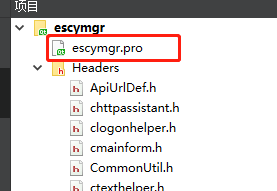 项目
escymgr
escymgr.pro
Headers
ApiUrlDef.h
chttpassistant.h
clogonhelper.h
cmainform.h
CommonUtil.h
ctexthelper.h